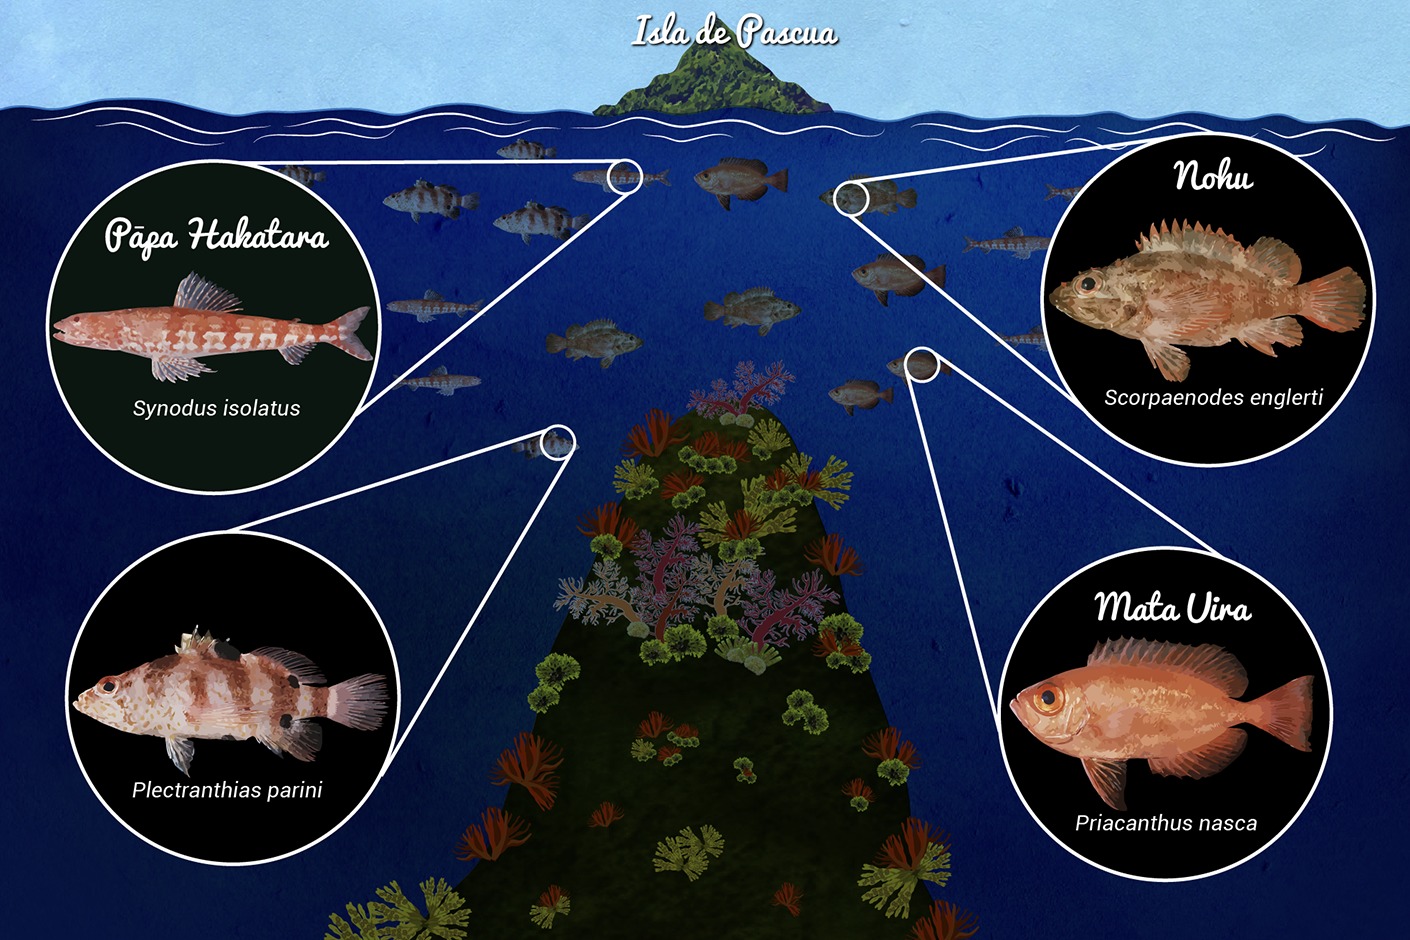 Isla de Pascua
Pāpa Hakatara
Synodus isolatus
Nohu
Scorpaenodes englerti
Plectranthias parini
Mata Uira
Priacanthus nasca